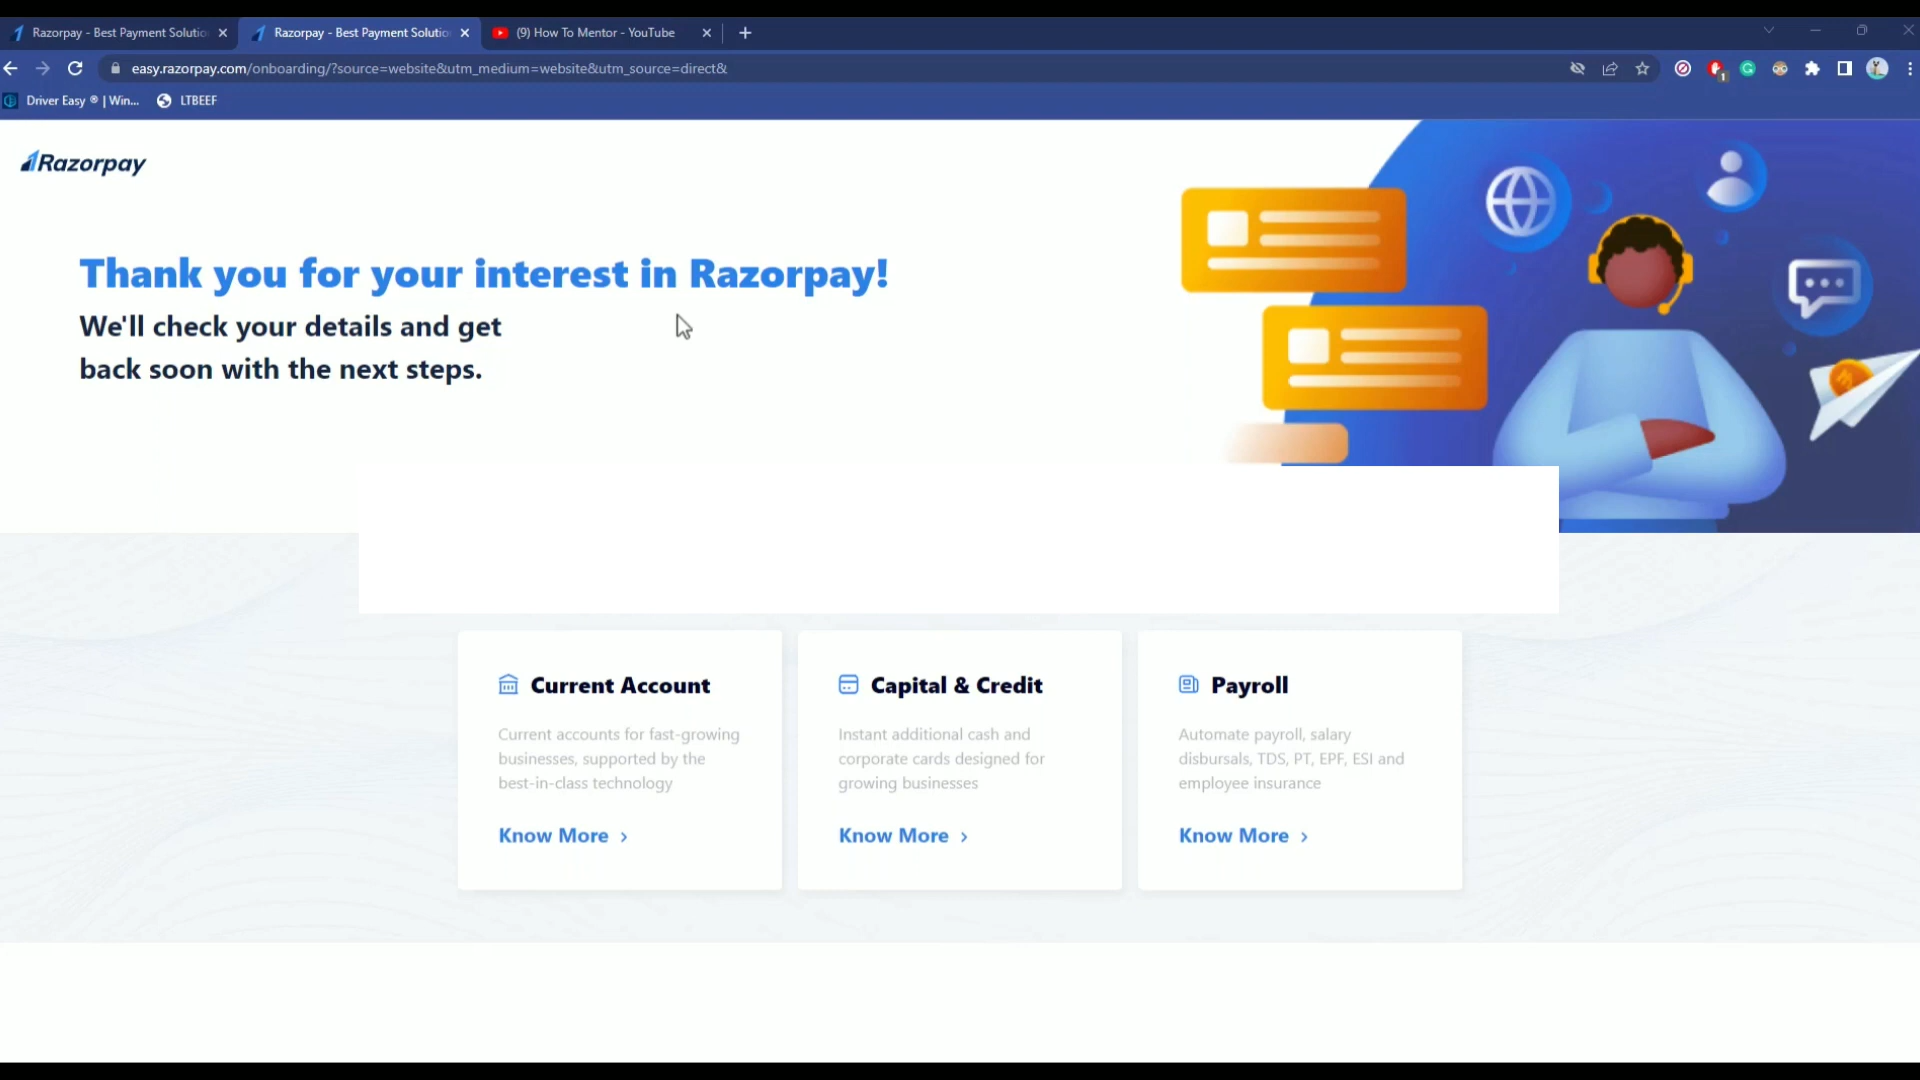 Razorpay - Best Payment Solutio
Razorpay - Best Payment Solutio
(9) How To Mentor - YouTube
easy.razorpay.com/onboarding/?source=website&utm_medium=website&utm_source=direct&
1
Driver Easy ® | Win...
LTBEEF
Razorpay
Thank you for your interest in Razorpay!
We'll check your details and get
back soon with the next steps.
Current Account
Current accounts for fast-growing
businesses, supported by the
best-in-class technology
Know More
Capital & Credit
Instant additional cash and
corporate cards designed for
growing businesses
Know More
Payroll
Automate payroll, salary
disbursals, TDS, PT, EPF, ESI and
employee insurance
Know More